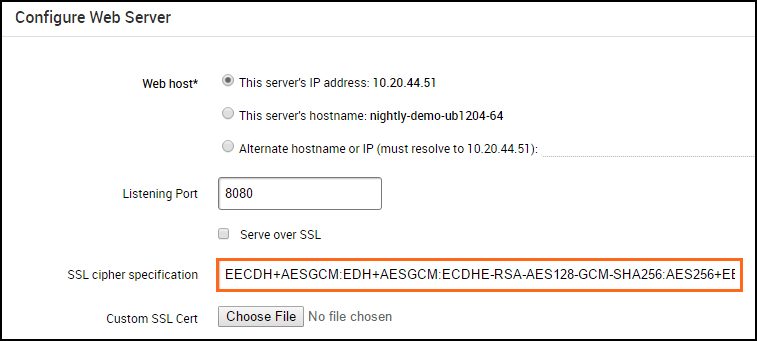 Configure Web Server
Web host* This server's IP address: 10.20.44.51
This server's hostname: nightly-demo-ub1204-64
Alternate hostname or IP (must resolve to 10.20.44.51):
Listening Port 8080
Serve over SSL
SSL cipher specification EECDH+AESGCM:EDH+AESGCM:ECDHE-RSA-AES128-GCM-SHA256:AES256+EE
Custom SSL Cert Choose File No file chosen